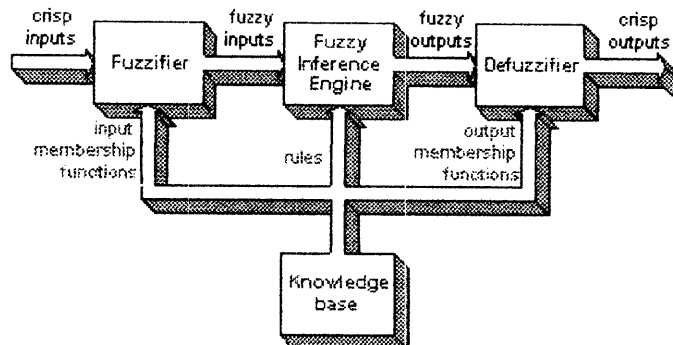 crisp
inputs
fuzzy
inputs
fuzzy
outputs
crisp
outputs
Fuzzifier
Fuzzy
Inference
Engine
Defuzzifier
input
membership
functions
rules
output
membership
functions
Knowledge
base